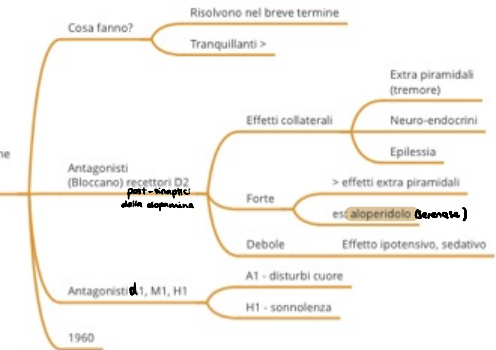 Risolvono nel breve termine
Cosa fanno?
Tranquillanti >
Extra piramidali
(tremore)
Effetti collaterali
Neuro-endocrini
Epilessia
ne
Antagonisti
(Bloccano) recettori D2
post-sinaptici
della dopamina
> effetti extra piramidali
Forte
es: aloperidolo (Serenase)
Debole
Effetto ipotensivo, sedativo
A1 - disturbi cuore
Antagonisti α1, M1, H1
H1 - sonnolenza
1960